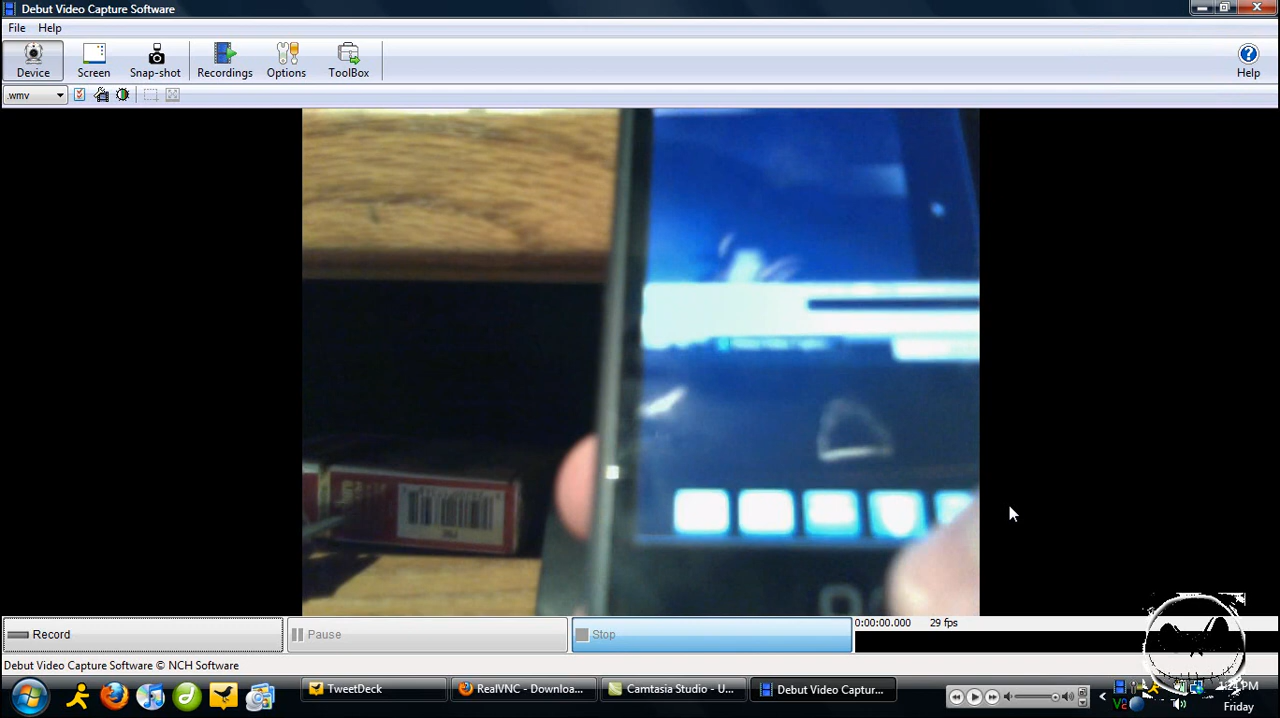 Debut Video Capture Software
File Help
Device Screen Snap-shot Recordings Options ToolBox Help
.wmv
Record Pause Stop 0:00:00.000 29 fps
Debut Video Capture Software © NCH Software
TweetDeck RealVNC - Downloa... Camtasia Studio - U... Debut Video Captur...
Friday